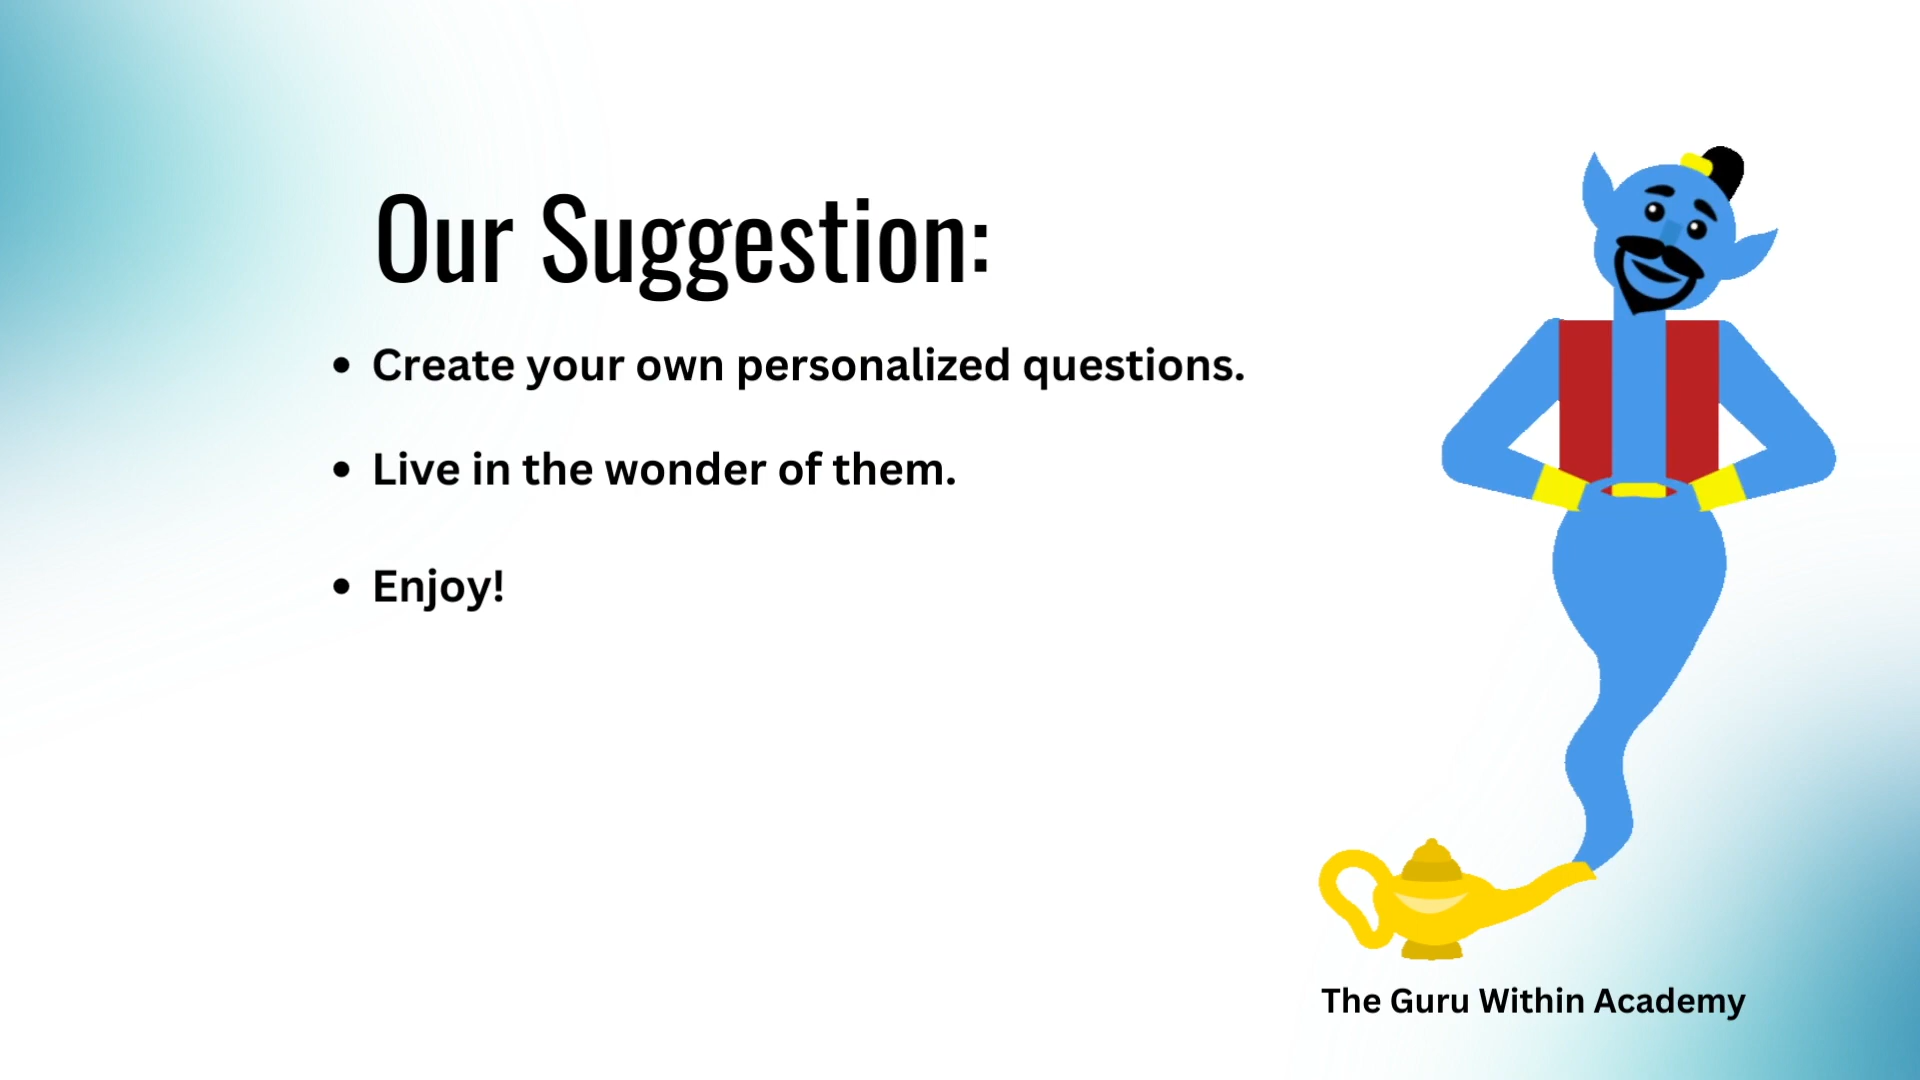 Our Suggestion:
• Create your own personalized questions.
• Live in the wonder of them.
• Enjoy!
The Guru Within Academy